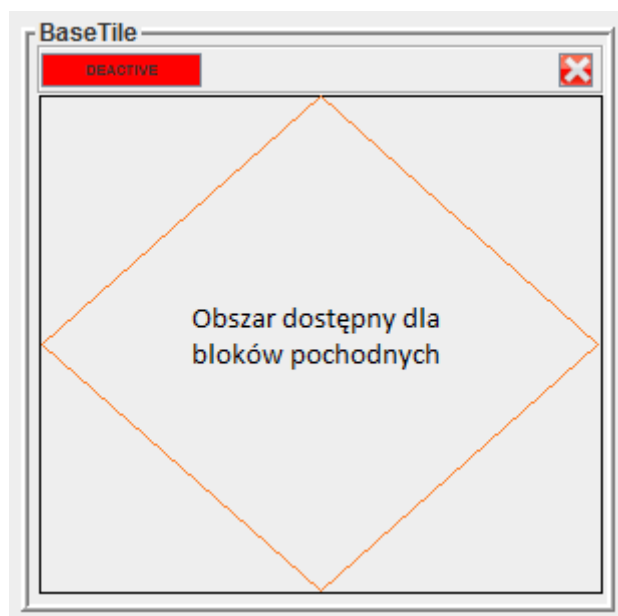 BaseTile
DEACTIVE
Obszar dostępny dla
bloków pochodnych